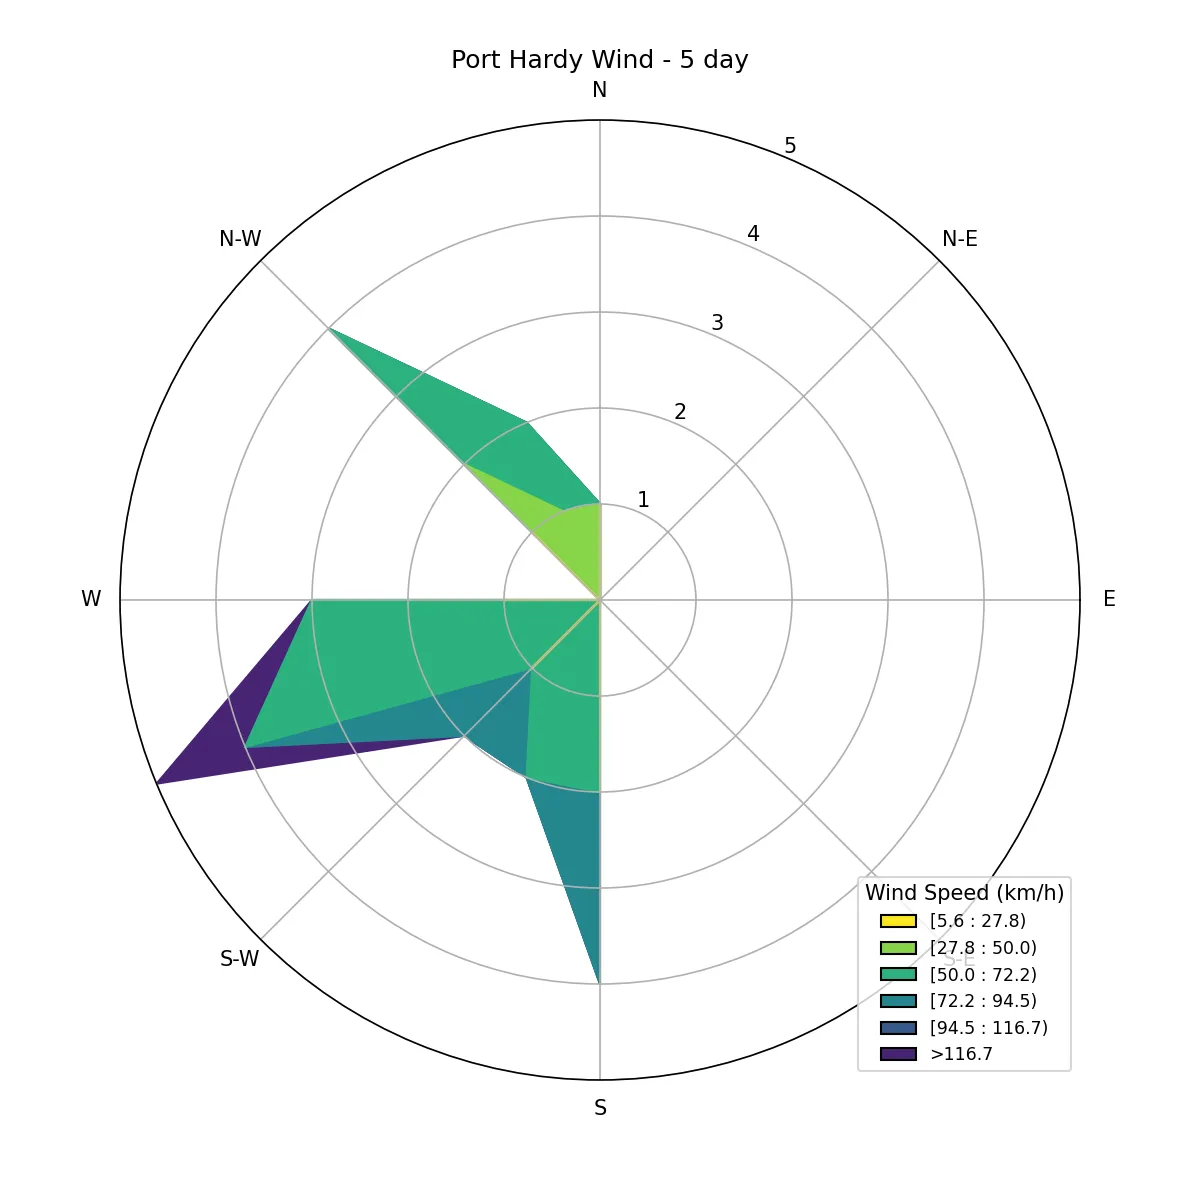 Port Hardy Wind - 5 day
N
5
N-W
N-E
4
3
2
1
W
E
S-W
S-E
S
Wind Speed (km/h)
[5.6 : 27.8)
[27.8 : 50.0)
[50.0 : 72.2)
[72.2 : 94.5)
[94.5 : 116.7)
>116.7